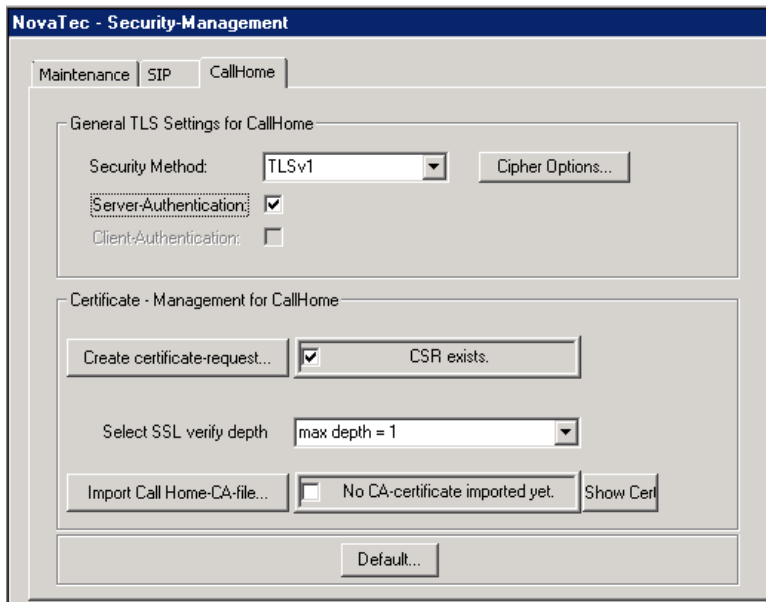 NovaTec - Security-Management
Maintenance SIP CallHome
General TLS Settings for CallHome
Security Method: TLSv1 Cipher Options...
Server-Authentication:
Client-Authentication:
Certificate - Management for CallHome
Create certificate-request... CSR exists.
Select SSL verify depth max depth = 1
Import Call Home-CA-file... No CA-certificate imported yet. Show Cert
Default...